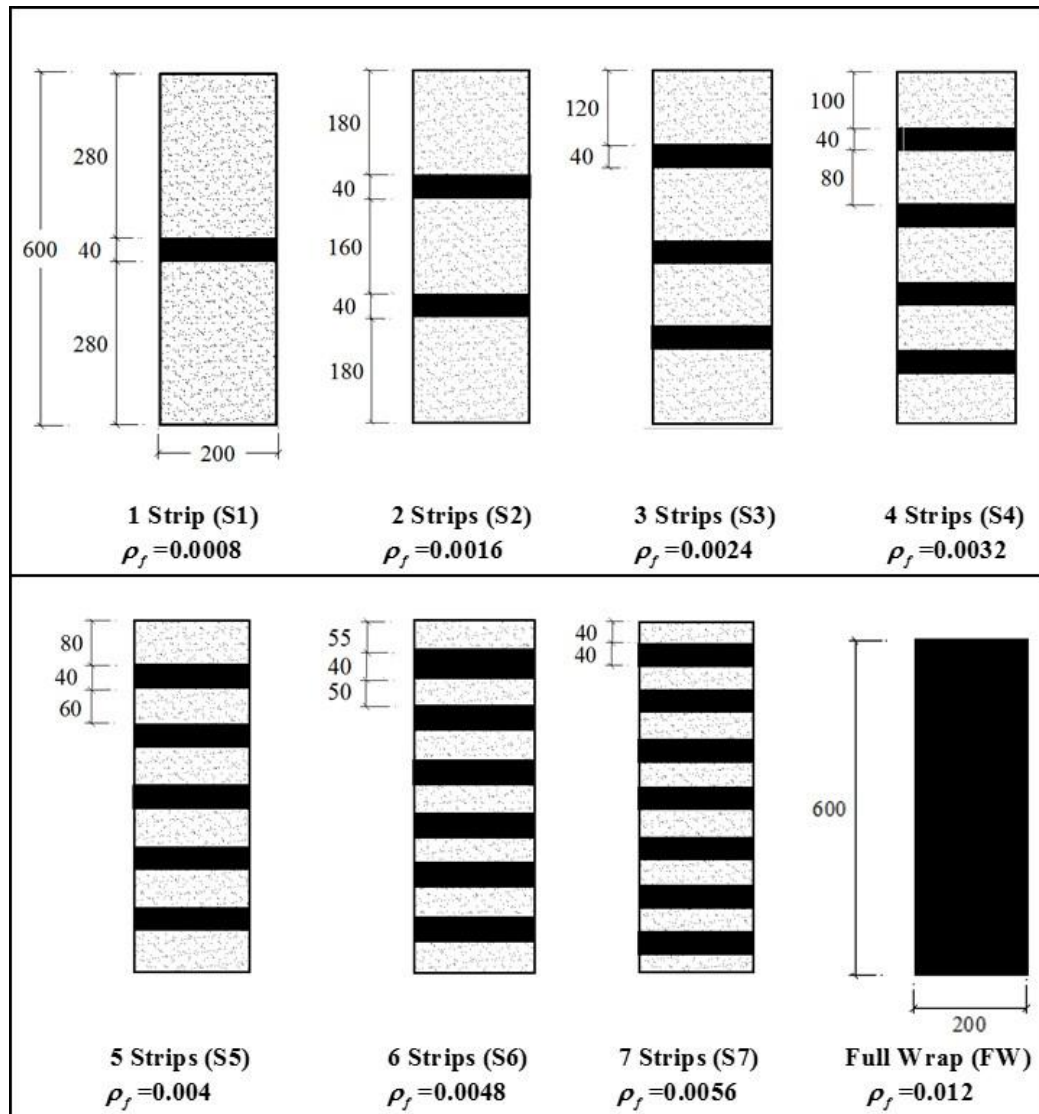 600
280
40
280
200
180
40
160
40
180
120
40
100
40
80
1 Strip (S1)
ρf =0.0008
2 Strips (S2)
ρf =0.0016
3 Strips (S3)
ρf =0.0024
4 Strips (S4)
ρf =0.0032
80
40
60
55
40
50
40
40
600
200
5 Strips (S5)
ρf =0.004
6 Strips (S6)
ρf =0.0048
7 Strips (S7)
ρf =0.0056
Full Wrap (FW)
ρf =0.012